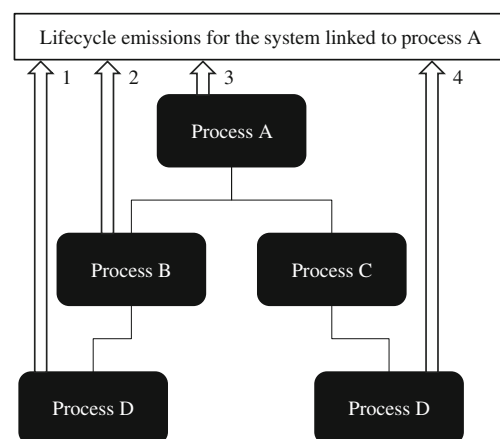 Lifecycle emissions for the system linked to process A
1
2
3
4
Process A
Process B
Process C
Process D
Process D